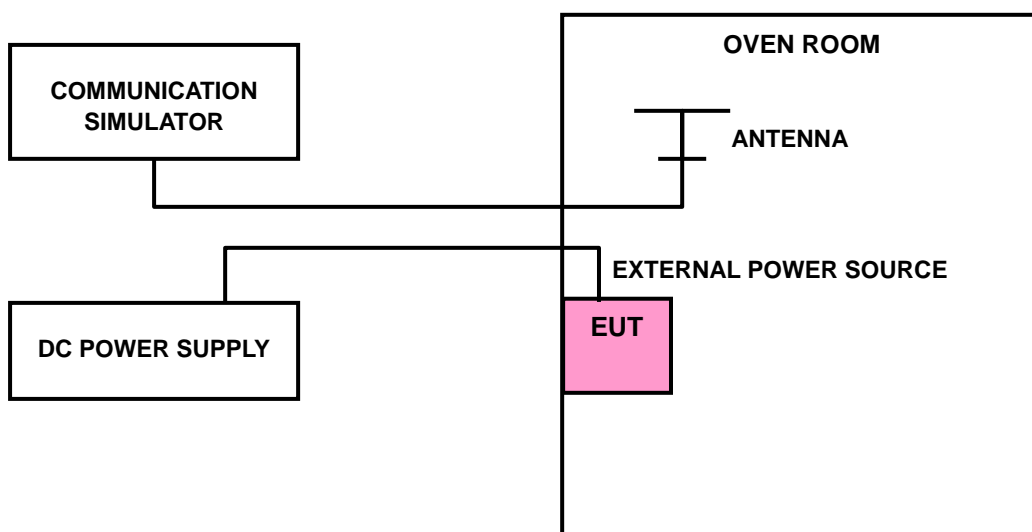 OVEN ROOM
COMMUNICATION
SIMULATOR
ANTENNA
EXTERNAL POWER SOURCE
EUT
DC POWER SUPPLY